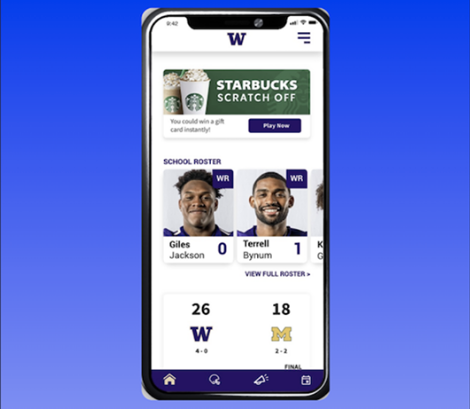 9:42
W
STARBUCKS
SCRATCH OFF
You could win a gift
card instantly!
Play Now
SCHOOL ROSTER
WR
WR
Giles
Jackson
0
Terrell
Bynum
1
K
G
VIEW FULL ROSTER »
26
18
W
M
4 - 0
2 - 2
FINAL